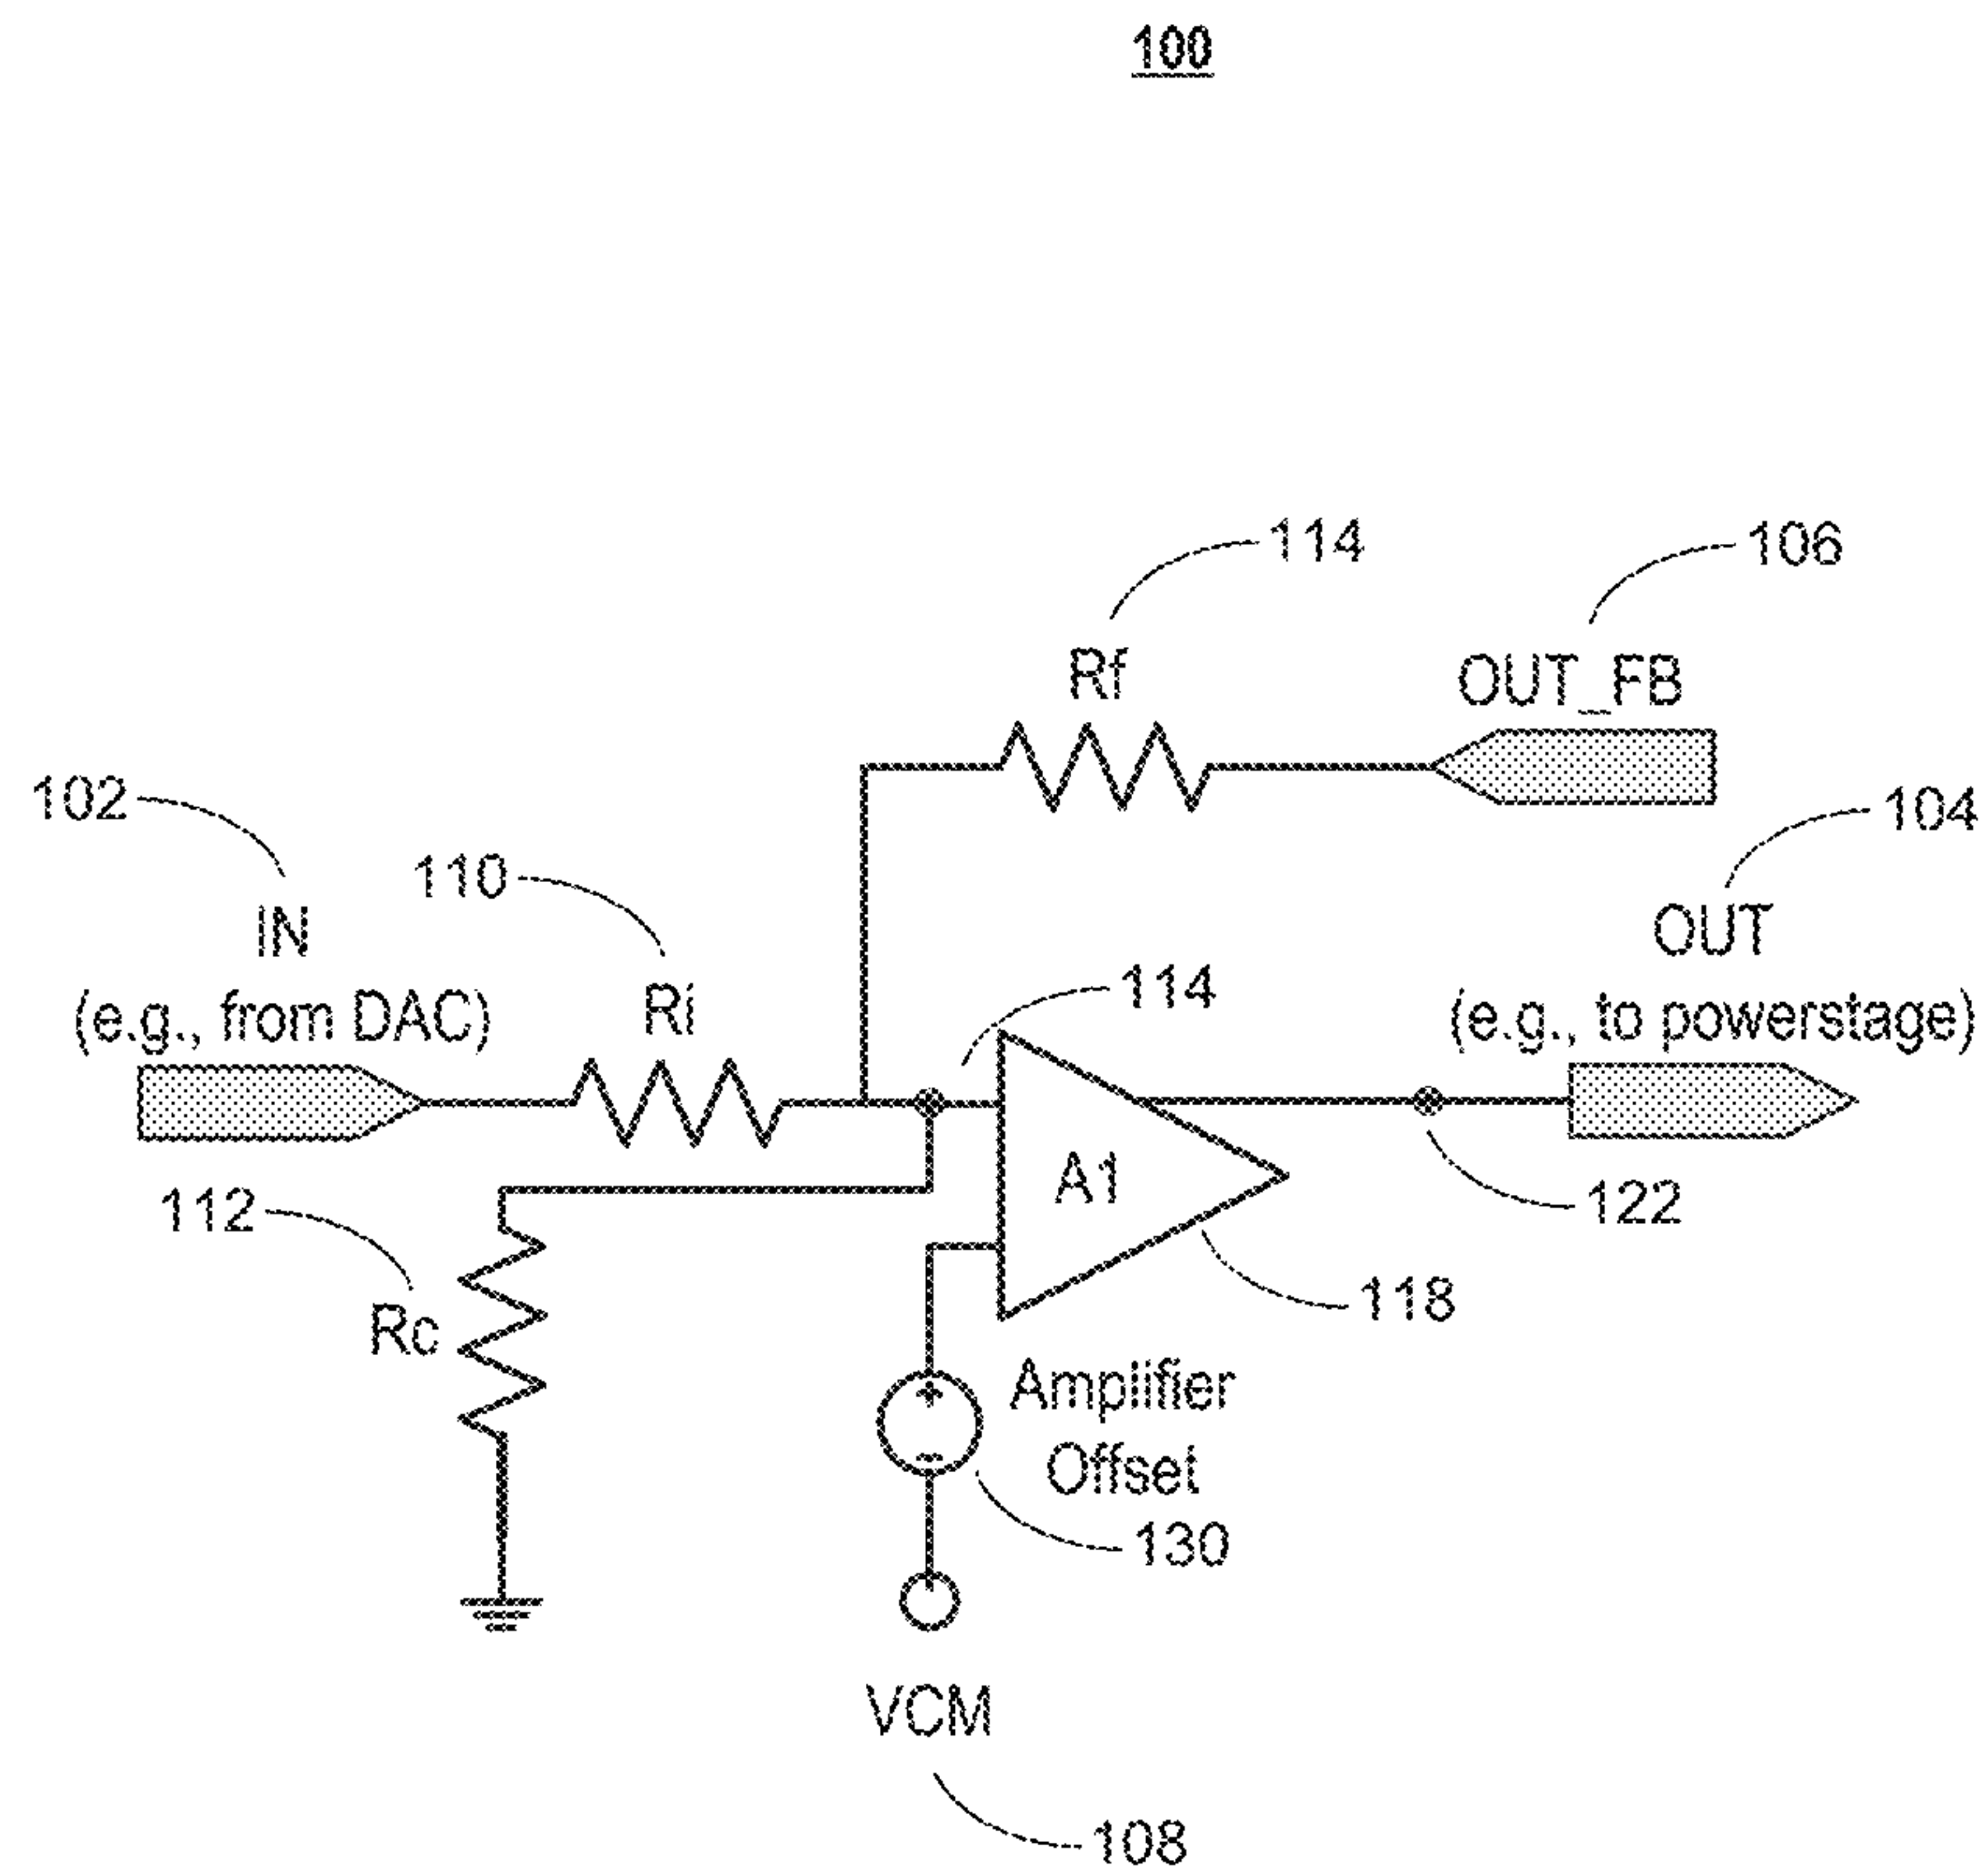 100
114
106
Rf
OUT_FB
102
104
110
IN
OUT
(e.g., from DAC)
Ri
114
(e.g., to powerstage)
A1
112
122
118
Rc
Amplifier
Offset
130
VCM
108